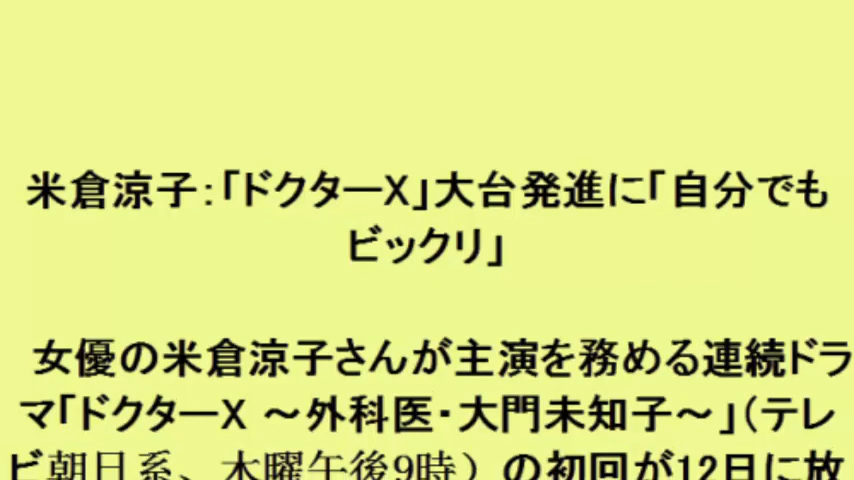 米倉涼子：「ドクターX」大台発進に「自分でも
ビックリ」
女優の米倉涼子さんが主演を務める連続ドラ
マ「ドクターX ～外科医・大門未知子～」（テレ
ビ朝日系、木曜午後9時）の初回が12日に放